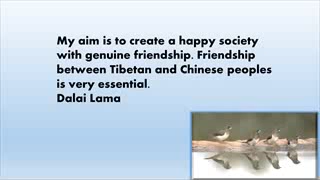 My aim is to create a happy society
with genuine friendship. Friendship
between Tibetan and Chinese peoples
is very essential.
Dalai Lama